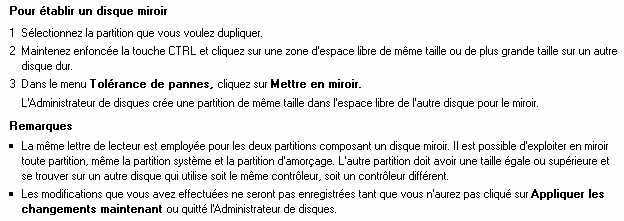 Pour établir un disque miroir
1 Sélectionnez la partition que vous voulez dupliquer.
2 Maintenez enfoncée la touche CTRL et cliquez sur une zone d'espace libre de même taille ou de plus grande taille sur un autre
disque dur.
3 Dans le menu Tolérance de pannes, cliquez sur Mettre en miroir.
L'Administrateur de disques crée une partition de même taille dans l'espace libre de l'autre disque pour le miroir.
Remarques
▪ La même lettre de lecteur est employée pour les deux partitions composant un disque miroir. Il est possible d'exploiter en miroir
toute partition, même la partition système et la partition d'amorçage. L'autre partition doit avoir une taille égale ou supérieure et
se trouver sur un autre disque qui utilise soit le même contrôleur, soit un contrôleur différent.
▪ Les modifications que vous avez effectuées ne seront pas enregistrées tant que vous n'aurez pas cliqué sur Appliquer les
changements maintenant ou quitté l'Administrateur de disques.